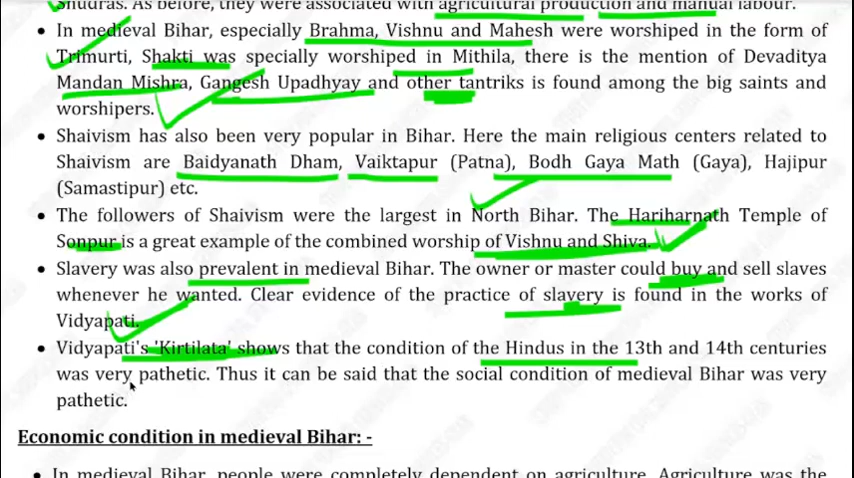 Shudras. As before, they were associated with agricultural production and manual labour.
• In medieval Bihar, especially Brahma, Vishnu and Mahesh were worshiped in the form of
Trimurti, Shakti was specially worshiped in Mithila, there is the mention of Devaditya
Mandan Mishra, Gangesh Upadhyay and other tantriks is found among the big saints and
worshipers.
• Shaivism has also been very popular in Bihar. Here the main religious centers related to
Shaivism are Baidyanath Dham, Vaiktapur (Patna), Bodh Gaya Math (Gaya), Hajipur
(Samastipur) etc.
• The followers of Shaivism were the largest in North Bihar. The Hariharnath Temple of
Sonpur is a great example of the combined worship of Vishnu and Shiva.
• Slavery was also prevalent in medieval Bihar. The owner or master could buy and sell slaves
whenever he wanted. Clear evidence of the practice of slavery is found in the works of
Vidyapati.
• Vidyapati's 'Kirtilata' shows that the condition of the Hindus in the 13th and 14th centuries
was very pathetic. Thus it can be said that the social condition of medieval Bihar was very
pathetic.
Economic condition in medieval Bihar: -
• In medieval Bihar, people were completely dependent on agriculture. Agriculture was the